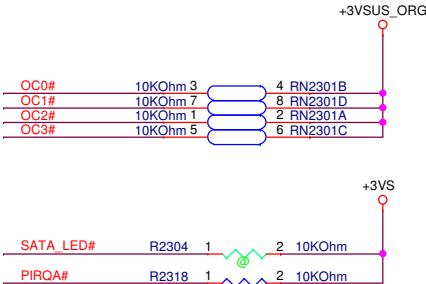 +3VSUS_ORG
OC0# 10KOhm 3 4 RN2301B
OC1# 10KOhm 7 8 RN2301D
OC2# 10KOhm 1 2 RN2301A
OC3# 10KOhm 5 6 RN2301C
+3VS
SATA_LED# R2304 1 2 10KOhm
@
PIRQA# R2318 1 2 10KOhm